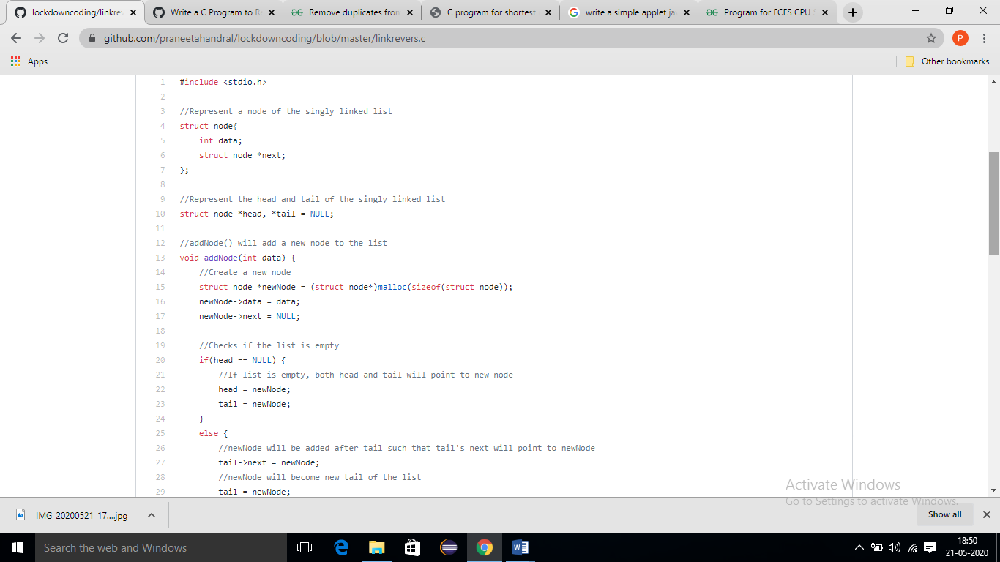 lockdowncoding/linkrev
Write a C Program to Re
Remove duplicates from
C program for shortest
write a simple applet ja
Program for FCFS CPU S
github.com/praneetahandral/lockdowncoding/blob/master/linkrevers.c
P
Apps
Other bookmarks
1 #include <stdio.h>
2
3 //Represent a node of the singly linked list
4 struct node{
5     int data;
6     struct node *next;
7 };
8
9 //Represent the head and tail of the singly linked list
10 struct node *head, *tail = NULL;
11
12 //addNode() will add a new node to the list
13 void addNode(int data) {
14     //Create a new node
15     struct node *newNode = (struct node*)malloc(sizeof(struct node));
16     newNode->data = data;
17     newNode->next = NULL;
18
19     //Checks if the list is empty
20     if(head == NULL) {
21         //If list is empty, both head and tail will point to new node
22         head = newNode;
23         tail = newNode;
24     }
25     else {
26         //newNode will be added after tail such that tail's next will point to newNode
27         tail->next = newNode;
28         //newNode will become new tail of the list
29         tail = newNode;
Activate Windows
Go to Settings to activate Windows.
IMG_20200521_17....jpg
Show all
Search the web and Windows
18:50
21-05-2020